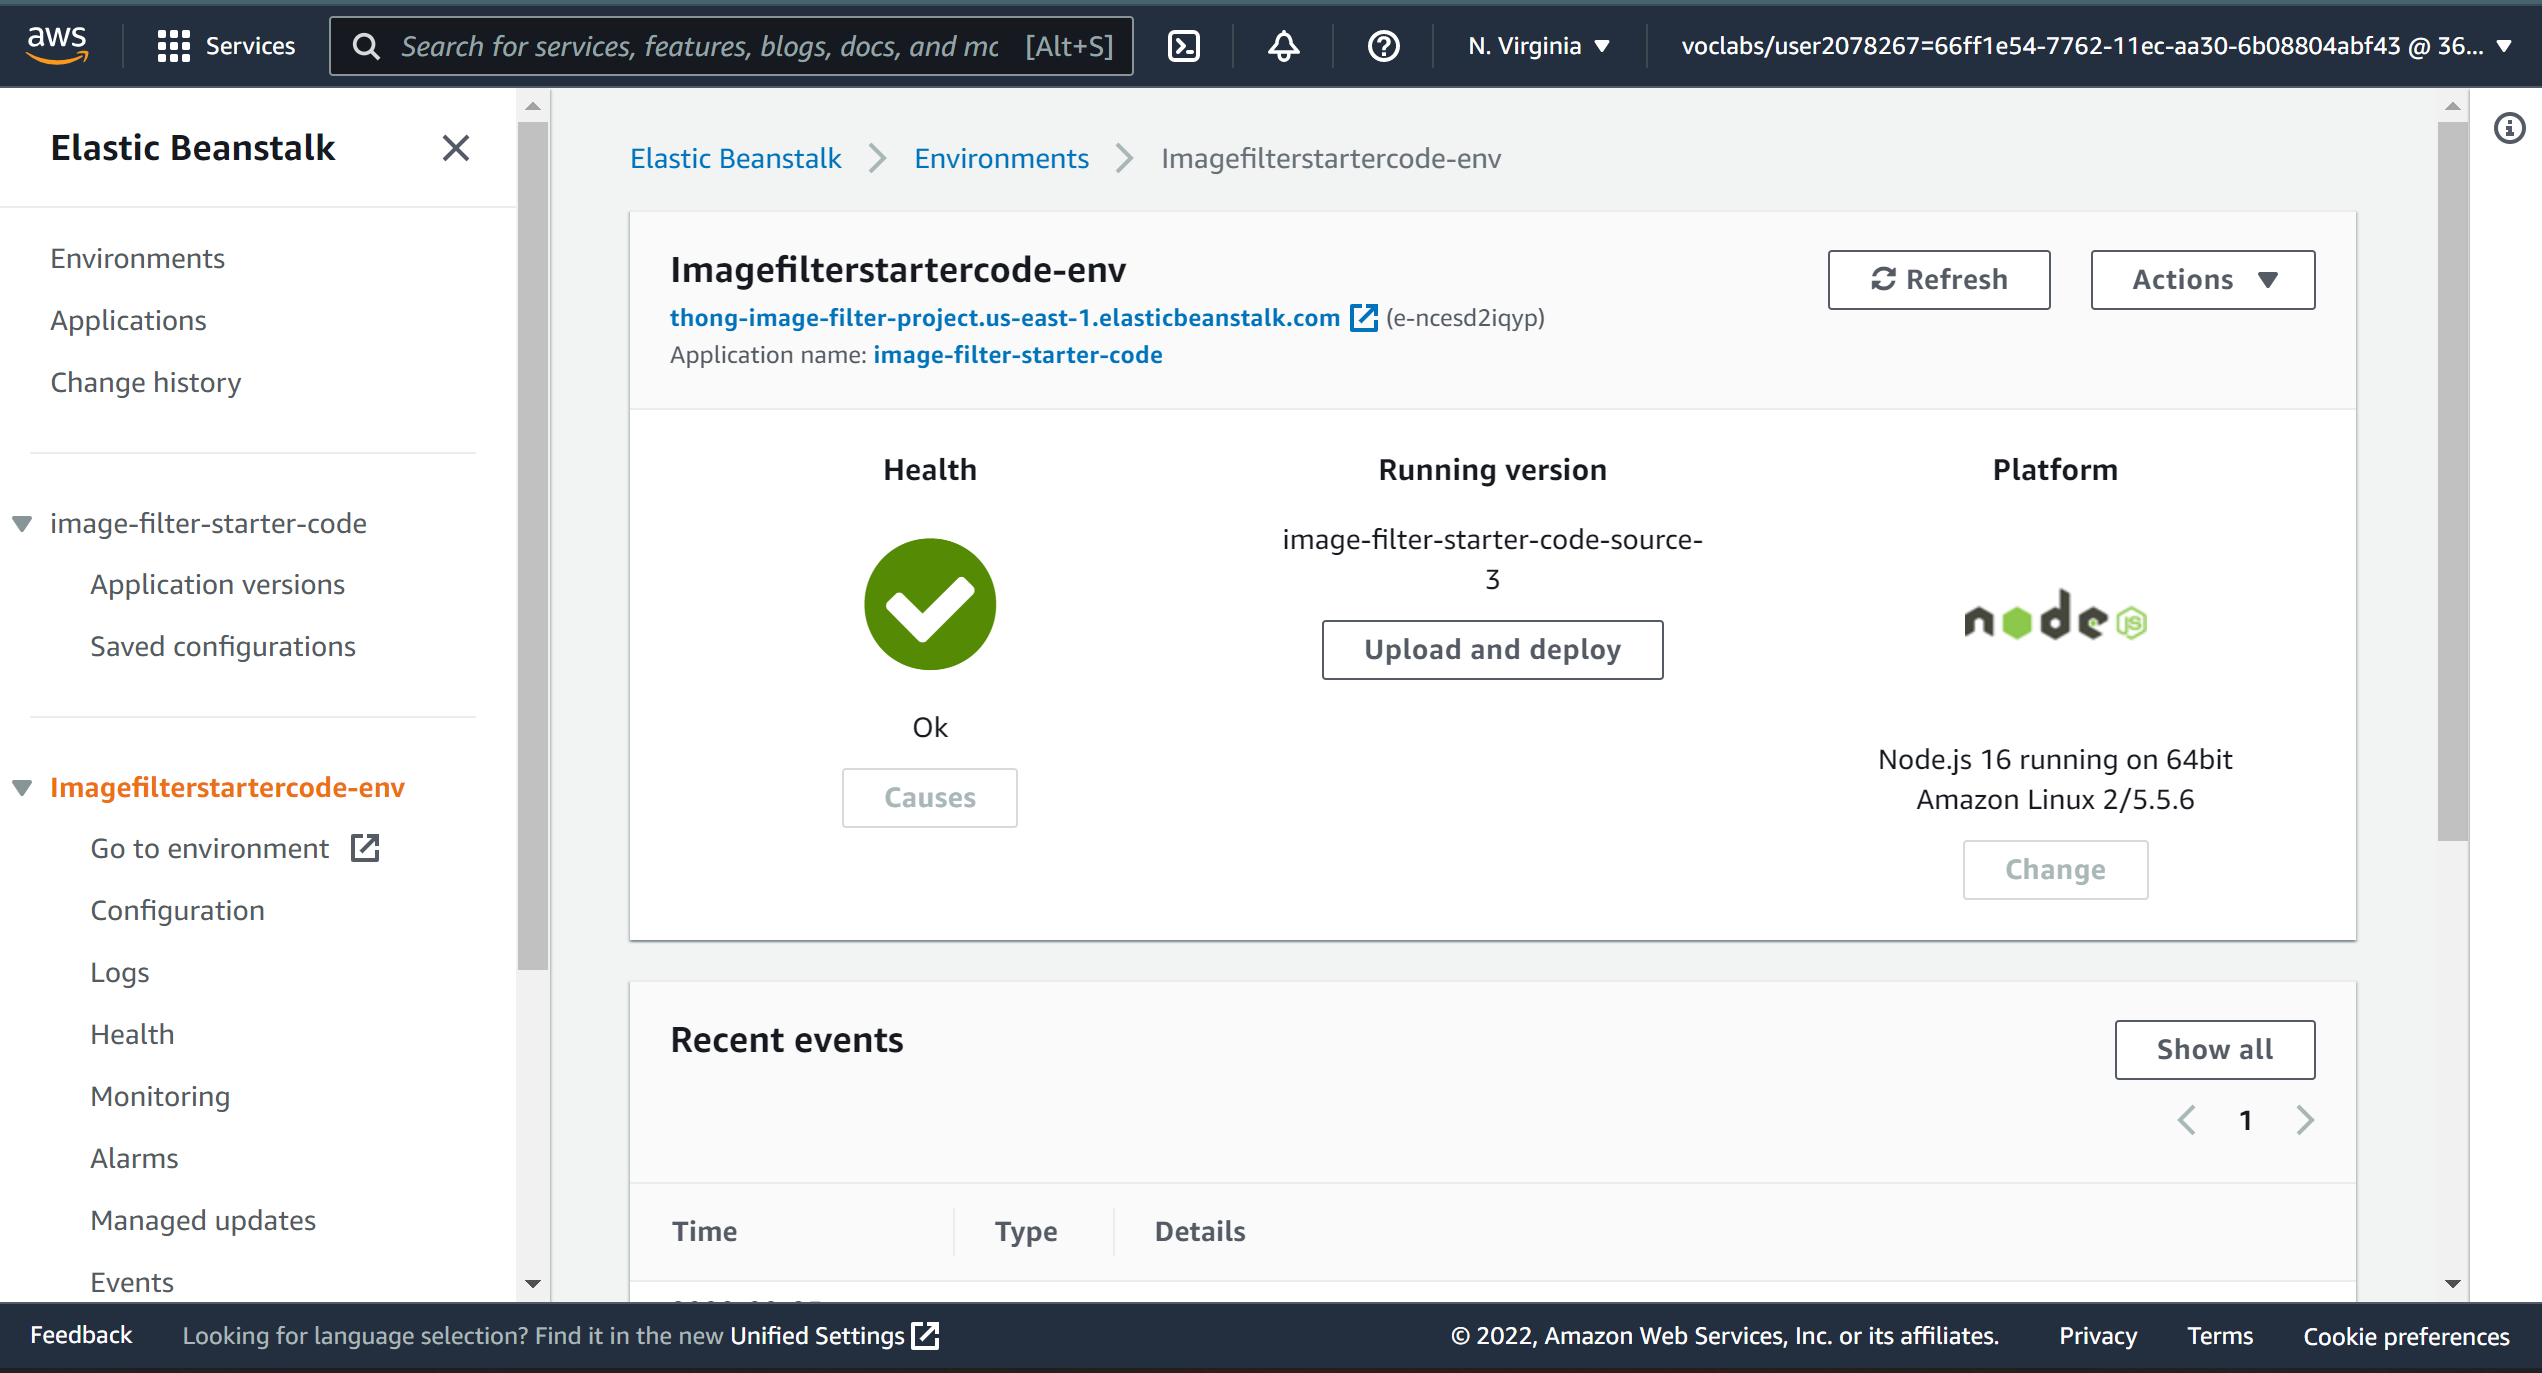 aws
Services
Search for services, features, blogs, docs, and mc [Alt+S]
N. Virginia
voclabs/user2078267=66ff1e54-7762-11ec-aa30-6b08804abf43 @ 36...
Elastic Beanstalk
Environments
Applications
Change history
image-filter-starter-code
Application versions
Saved configurations
Imagefilterstartercode-env
Go to environment
Configuration
Logs
Health
Monitoring
Alarms
Managed updates
Events
Elastic Beanstalk
Environments
Imagefilterstartercode-env
Imagefilterstartercode-env
thong-image-filter-project.us-east-1.elasticbeanstalk.com (e-ncesd2iqyp)
Application name: image-filter-starter-code
Refresh
Actions
Health
Ok
Causes
Running version
image-filter-starter-code-source-
3
Upload and deploy
Platform
node JS
Node.js 16 running on 64bit
Amazon Linux 2/5.5.6
Change
Recent events
Show all
1
Time Type Details
Feedback
Looking for language selection? Find it in the new Unified Settings
© 2022, Amazon Web Services, Inc. or its affiliates.
Privacy
Terms
Cookie preferences